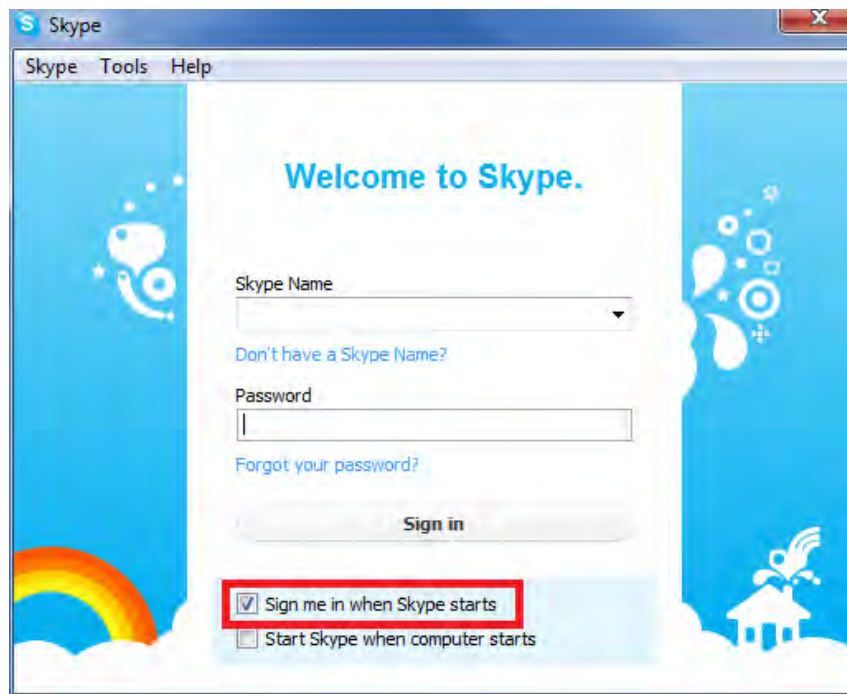 Skype
Skype Tools Help
Welcome to Skype.
Skype Name
Don't have a Skype Name?
Password
Forgot your password?
Sign in
Sign me in when Skype starts
Start Skype when computer starts